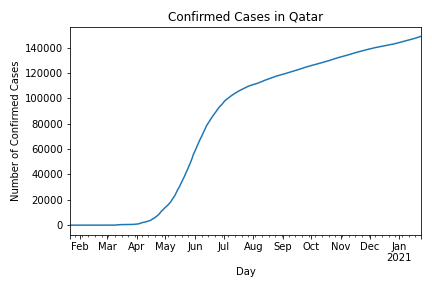 Confirmed Cases in Qatar
Number of Confirmed Cases
140000
120000
100000
80000
60000
40000
20000
0
Feb Mar Apr May Jun Jul Aug Sep Oct Nov Dec Jan
2021
Day